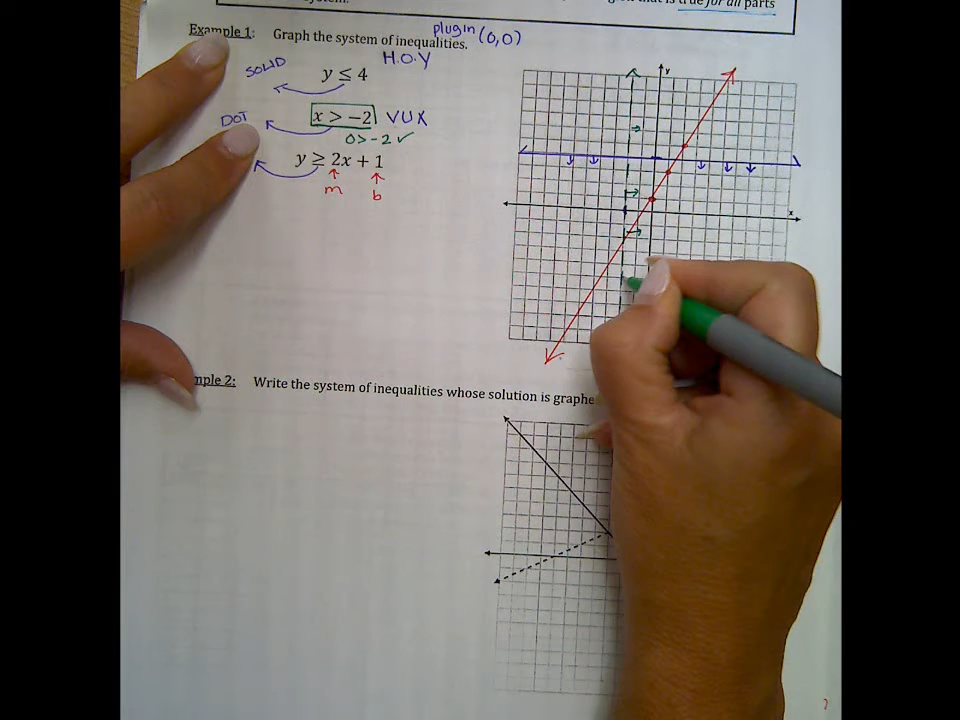 true for all parts
system.
Example 1: Graph the system of inequalities.
plug in (0,0)
H.O.Y
SOLID
y ≤ 4
DOT
x > −2 VUX
0 > −2 ✓
y ≥ 2x + 1
m b
y
x
mple 2: Write the system of inequalities whose solution is graphe